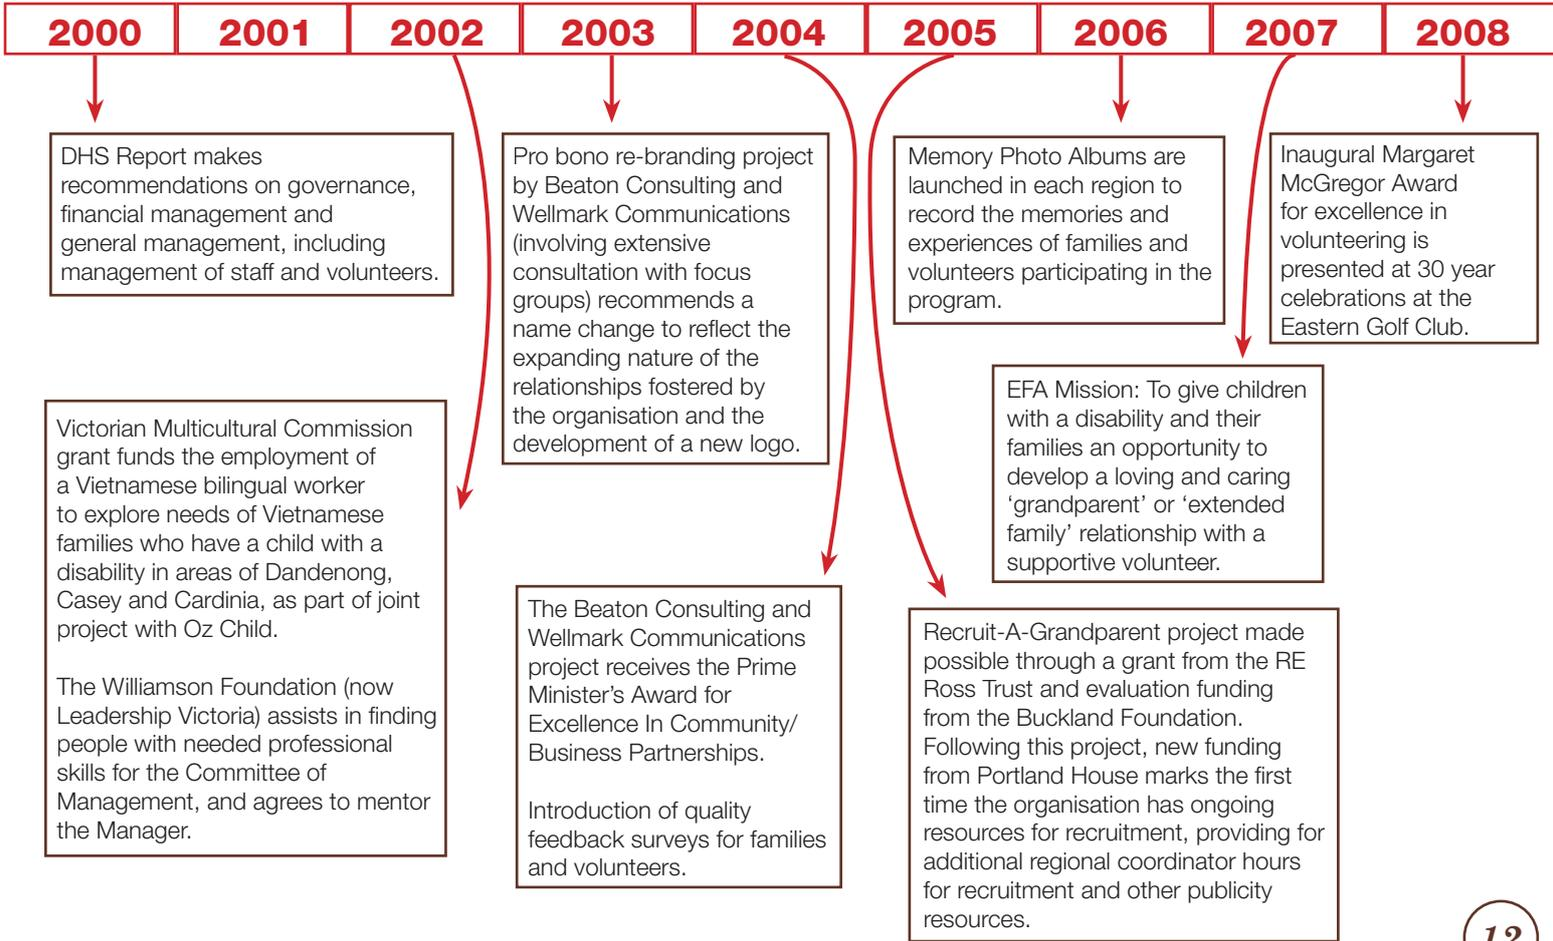 2000 2001 2002 2003 2004 2005 2006 2007 2008
DHS Report makes
recommendations on governance,
financial management and
general management, including
management of staff and volunteers.
Victorian Multicultural Commission
grant funds the employment of
a Vietnamese bilingual worker
to explore needs of Vietnamese
families who have a child with a
disability in areas of Dandenong,
Casey and Cardinia, as part of joint
project with Oz Child.
The Williamson Foundation (now
Leadership Victoria) assists in finding
people with needed professional
skills for the Committee of
Management, and agrees to mentor
the Manager.
Pro bono re-branding project
by Beaton Consulting and
Wellmark Communications
(involving extensive
consultation with focus
groups) recommends a
name change to reflect the
expanding nature of the
relationships fostered by
the organisation and the
development of a new logo.
The Beaton Consulting and
Wellmark Communications
project receives the Prime
Minister’s Award for
Excellence In Community/
Business Partnerships.
Introduction of quality
feedback surveys for families
and volunteers.
Recruit-A-Grandparent project made
possible through a grant from the RE
Ross Trust and evaluation funding
from the Buckland Foundation.
Following this project, new funding
from Portland House marks the first
time the organisation has ongoing
resources for recruitment, providing for
additional regional coordinator hours
for recruitment and other publicity
resources.
Memory Photo Albums are
launched in each region to
record the memories and
experiences of families and
volunteers participating in the
program.
EFA Mission: To give children
with a disability and their
families an opportunity to
develop a loving and caring
‘grandparent’ or ‘extended
family’ relationship with a
supportive volunteer.
Inaugural Margaret
McGregor Award
for excellence in
volunteering is
presented at 30 year
celebrations at the
Eastern Golf Club.